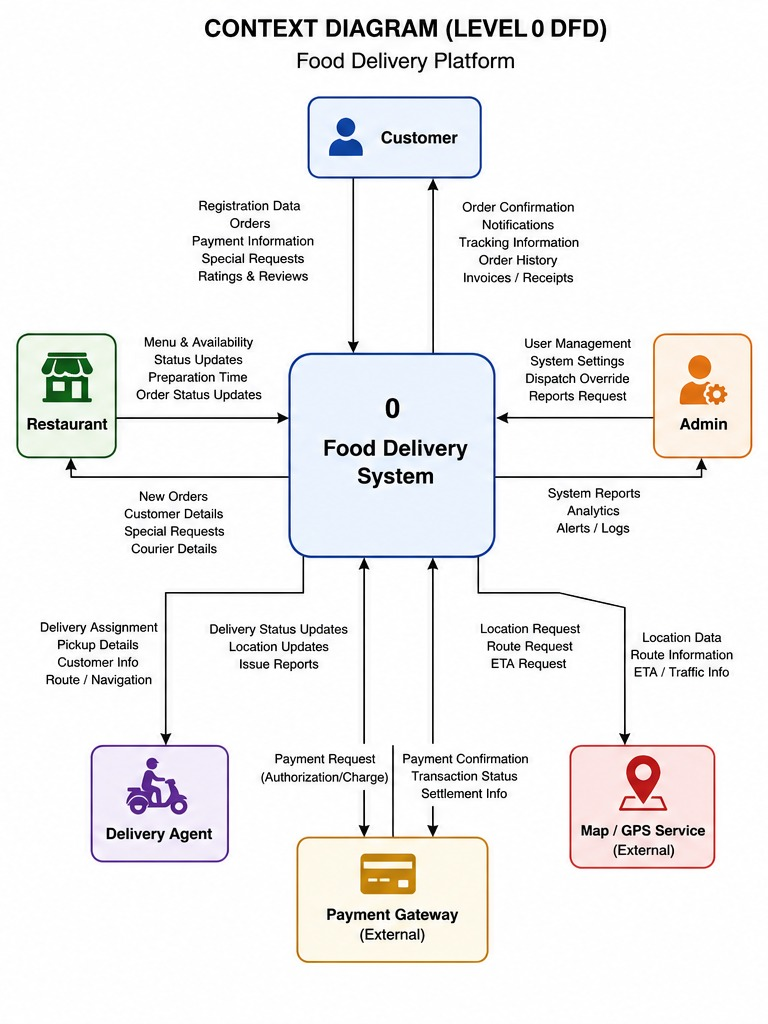 CONTEXT DIAGRAM (LEVEL 0 DFD)
Food Delivery Platform
Customer
Registration Data
Orders
Payment Information
Special Requests
Ratings & Reviews
Order Confirmation
Notifications
Tracking Information
Order History
Invoices / Receipts
Restaurant
Menu & Availability
Status Updates
Preparation Time
Order Status Updates
0
Food Delivery
System
User Management
System Settings
Dispatch Override
Reports Request
Admin
New Orders
Customer Details
Special Requests
Courier Details
System Reports
Analytics
Alerts / Logs
Delivery Assignment
Pickup Details
Customer Info
Route / Navigation
Delivery Status Updates
Location Updates
Issue Reports
Location Request
Route Request
ETA Request
Location Data
Route Information
ETA / Traffic Info
Delivery Agent
Payment Request
(Authorization/Charge)
Payment Confirmation
Transaction Status
Settlement Info
Map / GPS Service
(External)
Payment Gateway
(External)